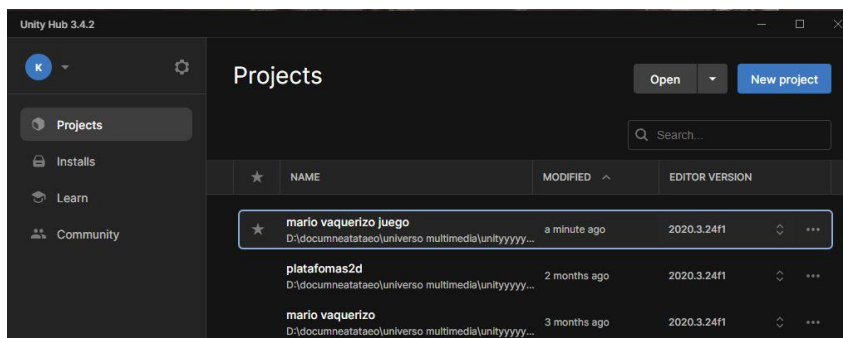 Unity Hub 3.4.2
K
Projects
Open
New project
Search...
Projects
Installs
Learn
Community
NAME MODIFIED EDITOR VERSION
mario vaquerizo juego
D:\documneatataeo\universo multimedia\unityyyyy... a minute ago 2020.3.24f1
platafomas2d
D:\documneatataeo\universo multimedia\unityyyyy... 2 months ago 2020.3.24f1
mario vaquerizo
D:\documneatataeo\universo multimedia\unityyyyy... 3 months ago 2020.3.24f1